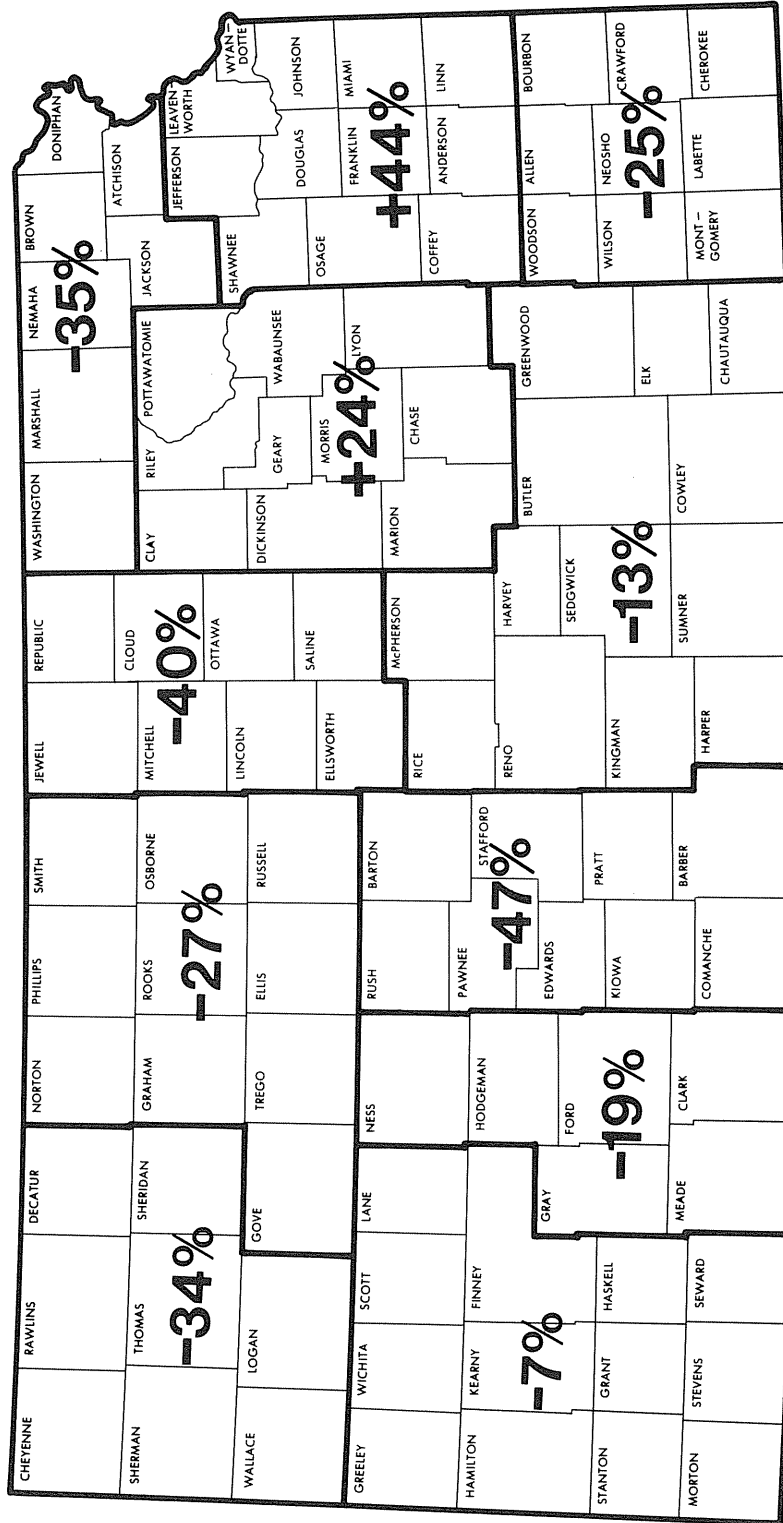 CHEYENNE
RAWLINS
DECATUR
NORTON
PHILLIPS
SMITH
JEWELL
REPUBLIC
WASHINGTON
MARSHALL
NEMAHA
BROWN
DONIPHAN
-35%
ATCHISON
JACKSON
SHERMAN
THOMAS
SHERIDAN
-34%
GRAHAM
ROOKS
OSBORNE
-27%
MITCHELL
CLOUD
-40%
OTTAWA
LINCOLN
SALINE
ELLSWORTH
CLAY
RILEY
POTTAWATOMIE
GEARY
WABAUNSEE
DICKINSON
MORRIS
+24%
LYON
MARION
CHASE
JEFFERSON
LEAVEN-
WORTH
WYAN-
DOTTE
SHAWNEE
DOUGLAS
JOHNSON
OSAGE
FRANKLIN
MIAMI
+44%
COFFEY
ANDERSON
LINN
WALLACE
LOGAN
GOVE
TREGO
ELLIS
RUSSELL
GREELEY
WICHITA
SCOTT
LANE
NESS
RUSH
BARTON
RICE
McPHERSON
HAMILTON
KEARNY
FINNEY
-7%
HODGEMAN
PAWNEE
STAFFORD
-47%
EDWARDS
RENO
HARVEY
SEDGWICK
BUTLER
GREENWOOD
WOODSON
ALLEN
BOURBON
STANTON
GRANT
HASKELL
GRAY
FORD
-19%
KIOWA
PRATT
KINGMAN
-13%
ELK
WILSON
NEOSHO
CRAWFORD
-25%
MORTON
STEVENS
SEWARD
MEADE
CLARK
COMANCHE
BARBER
HARPER
SUMNER
COWLEY
CHAUTAUQUA
MONT-
GOMERY
LABETTE
CHEROKEE